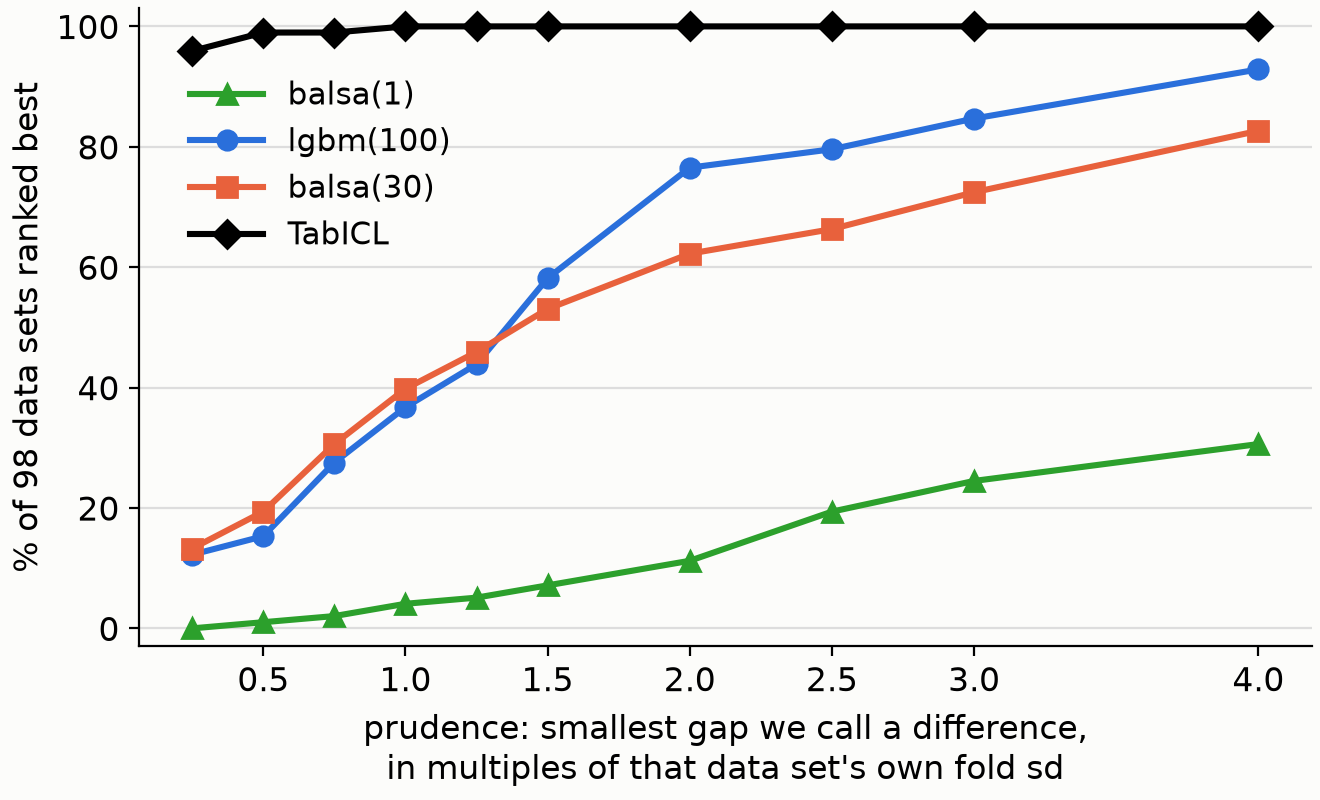 100
80
60
40
20
0
% of 98 data sets ranked best
balsa(1)
lgbm(100)
balsa(30)
TabICL
0.5 1.0 1.5 2.0 2.5 3.0 4.0
prudence: smallest gap we call a difference,
in multiples of that data set's own fold sd